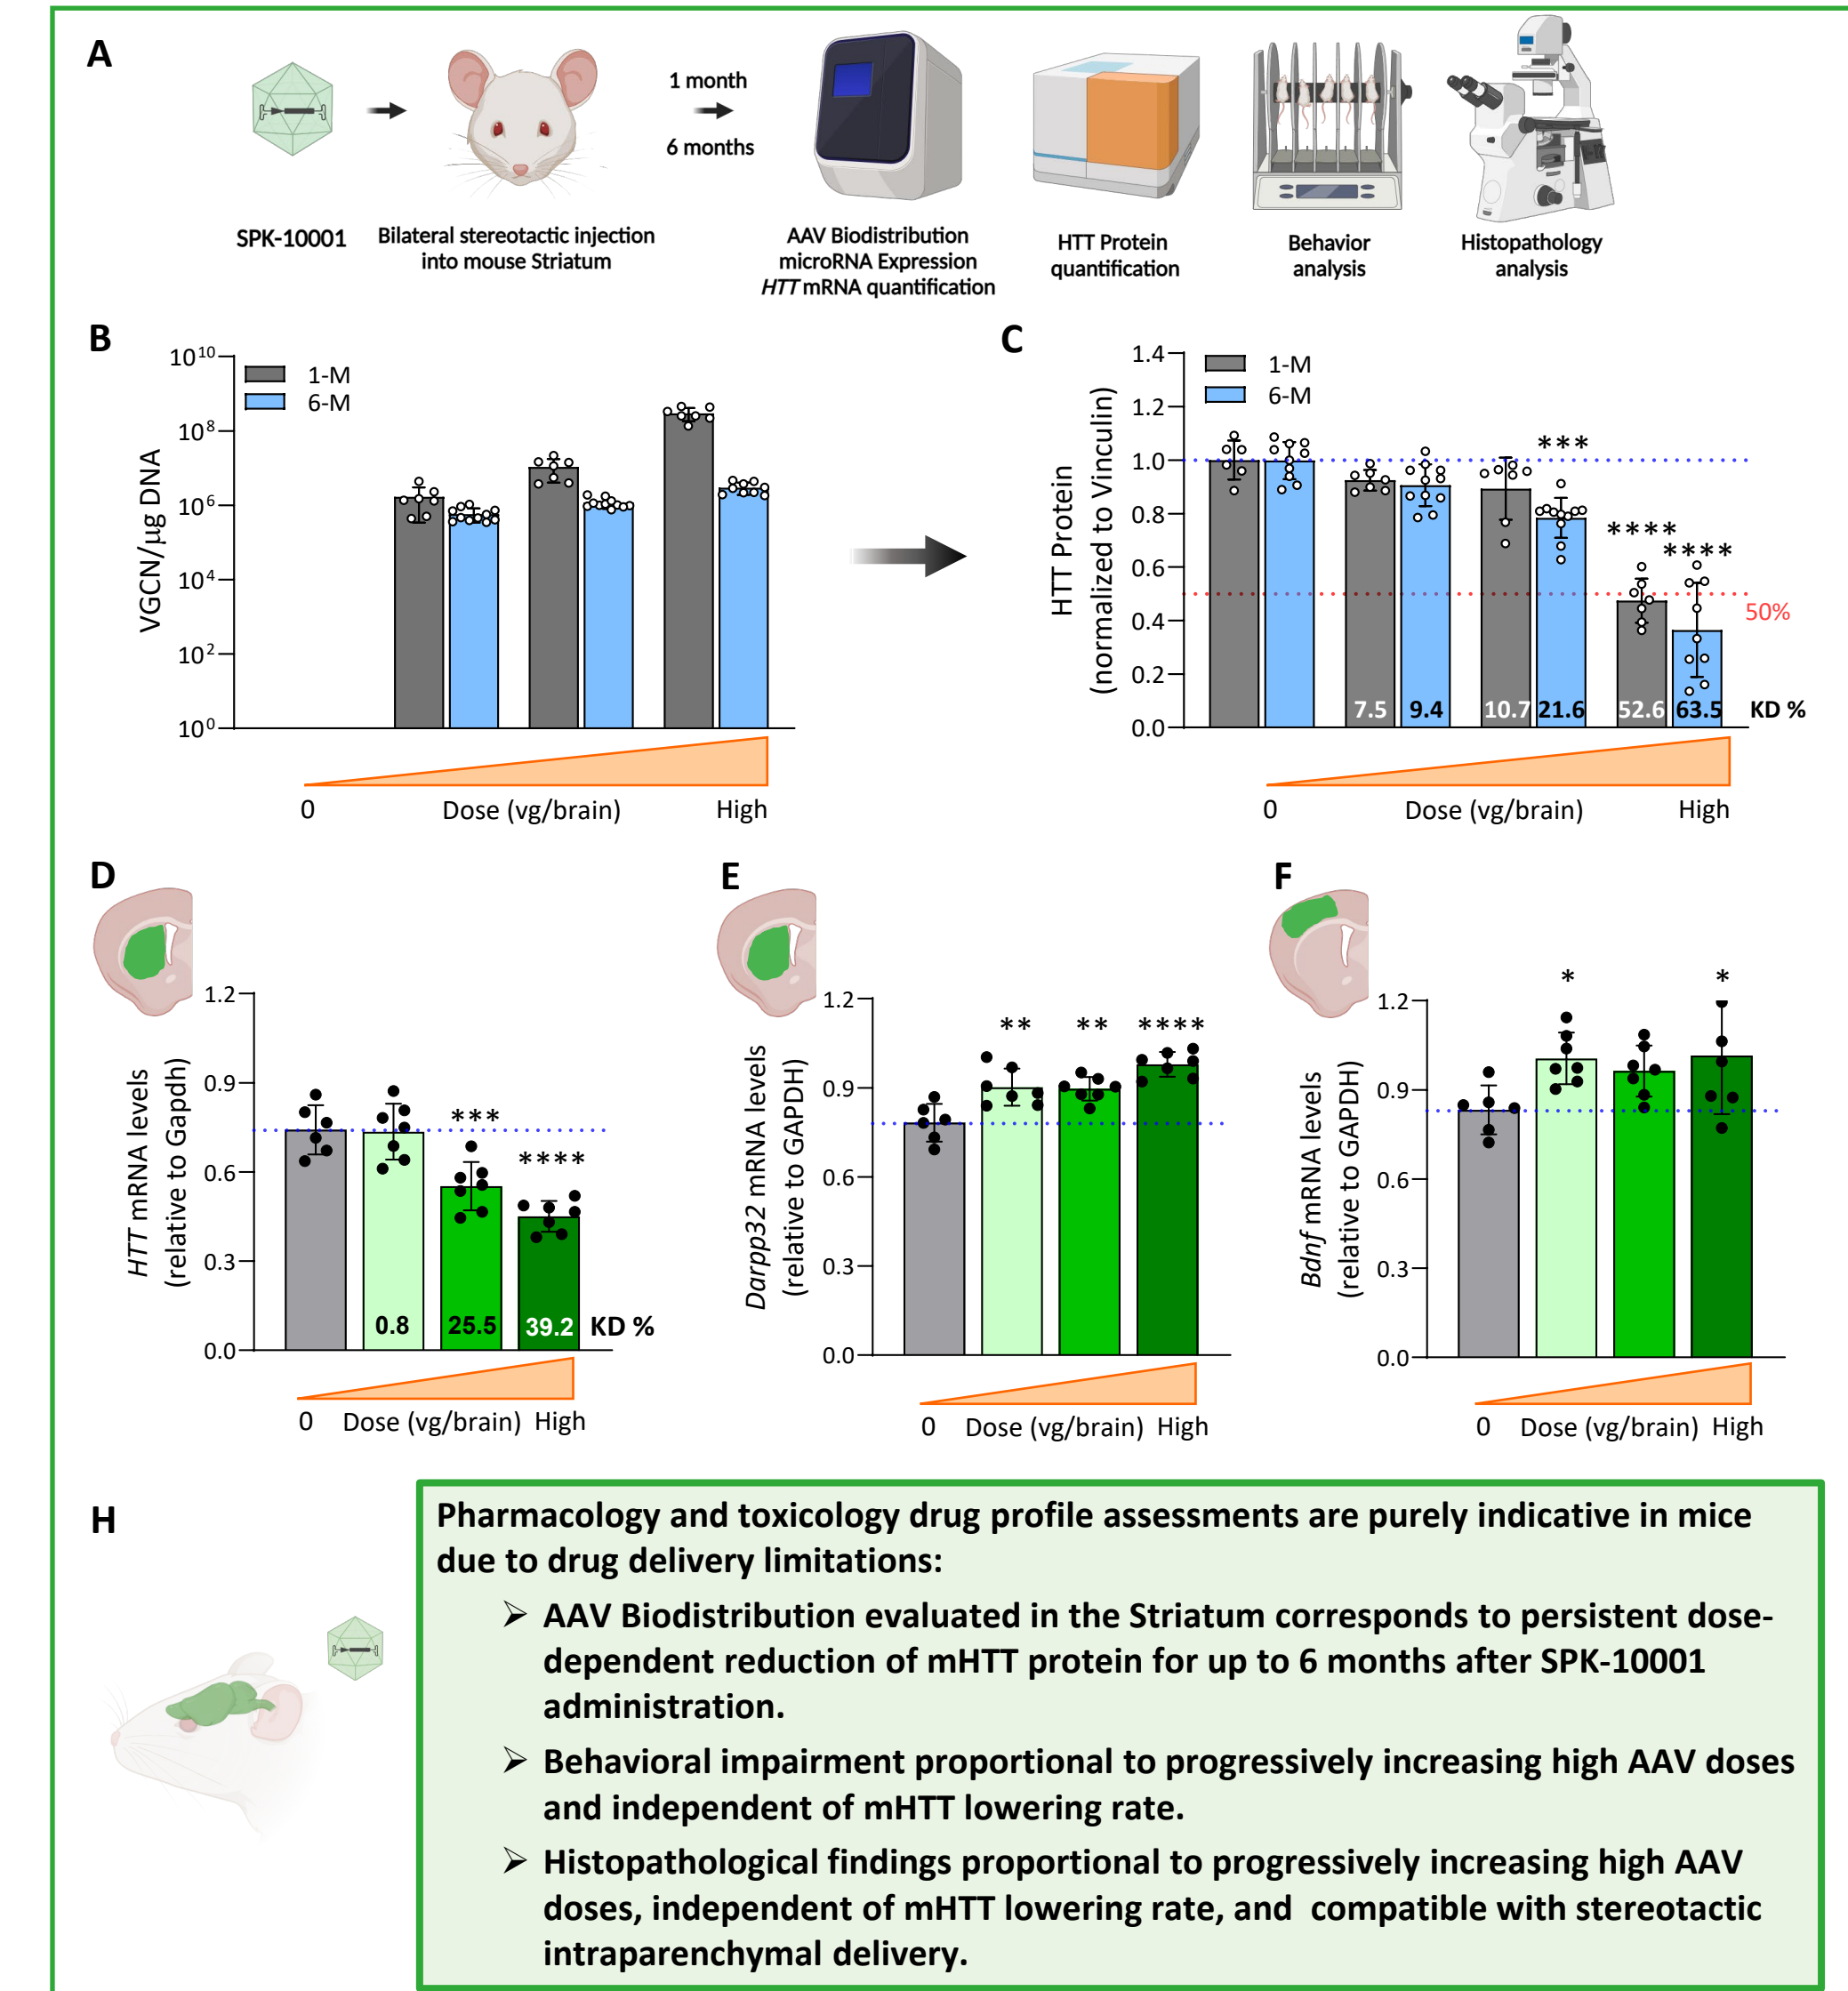 A
1 month
6 months
SPK-10001
Bilateral stereotactic injection
into mouse Striatum
AAV Biodistribution
microRNA Expression
HTT mRNA quantification
HTT Protein
quantification
Behavior
analysis
Histopathology
analysis
B
VGCN/µg DNA
10¹⁰
10⁸
10⁶
10⁴
10²
10⁰
1-M
6-M
0
Dose (vg/brain)
High
C
HTT Protein
(normalized to Vinculin)
1.4
1.2
1.0
0.8
0.6
0.4
0.2
0.0
1-M
6-M
***
****
****
50%
7.5
9.4
10.7
21.6
52.6
63.5
KD %
0
Dose (vg/brain)
High
D
HTT mRNA levels
(relative to Gapdh)
1.2
0.9
0.6
0.3
0.0
***
****
0.8
25.5
39.2
KD %
0
Dose (vg/brain)
High
E
Darpp32 mRNA levels
(relative to GAPDH)
1.2
0.9
0.6
0.3
0.0
**
**
****
0
Dose (vg/brain)
High
F
Bdnf mRNA levels
(relative to GAPDH)
1.2
0.9
0.6
0.3
0.0
*
*
0
Dose (vg/brain)
High
H
Pharmacology and toxicology drug profile assessments are purely indicative in mice
due to drug delivery limitations:
➢ AAV Biodistribution evaluated in the Striatum corresponds to persistent dose-
dependent reduction of mHTT protein for up to 6 months after SPK-10001
administration.
➢ Behavioral impairment proportional to progressively increasing high AAV doses
and independent of mHTT lowering rate.
➢ Histopathological findings proportional to progressively increasing high AAV
doses, independent of mHTT lowering rate, and compatible with stereotactic
intraparenchymal delivery.